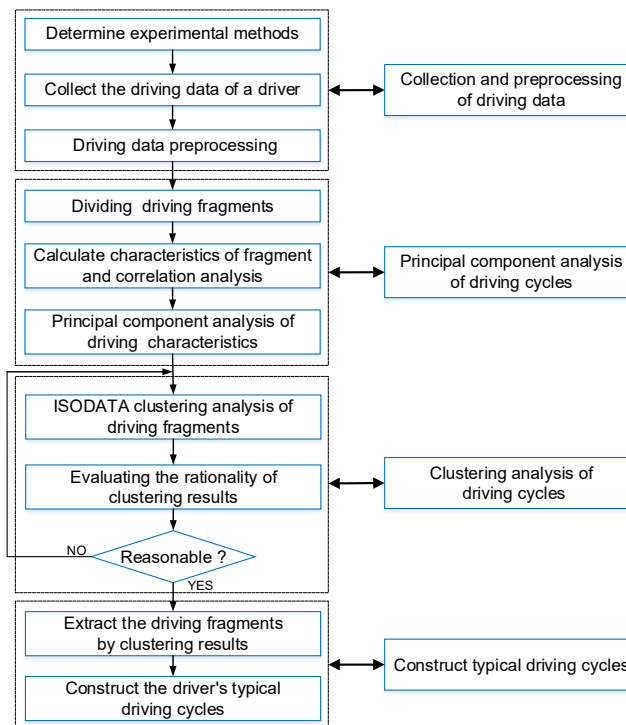 Determine experimental methods
Collect the driving data of a driver
Driving data preprocessing
Collection and preprocessing
of driving data
Dividing driving fragments
Calculate characteristics of fragment
and correlation analysis
Principal component analysis of
driving characteristics
Principal component analysis
of driving cycles
ISODATA clustering analysis of
driving fragments
Evaluating the rationality of
clustering results
Reasonable ?
NO
YES
Clustering analysis of
driving cycles
Extract the driving fragments
by clustering results
Construct the driver's typical
driving cycles
Construct typical driving cycles